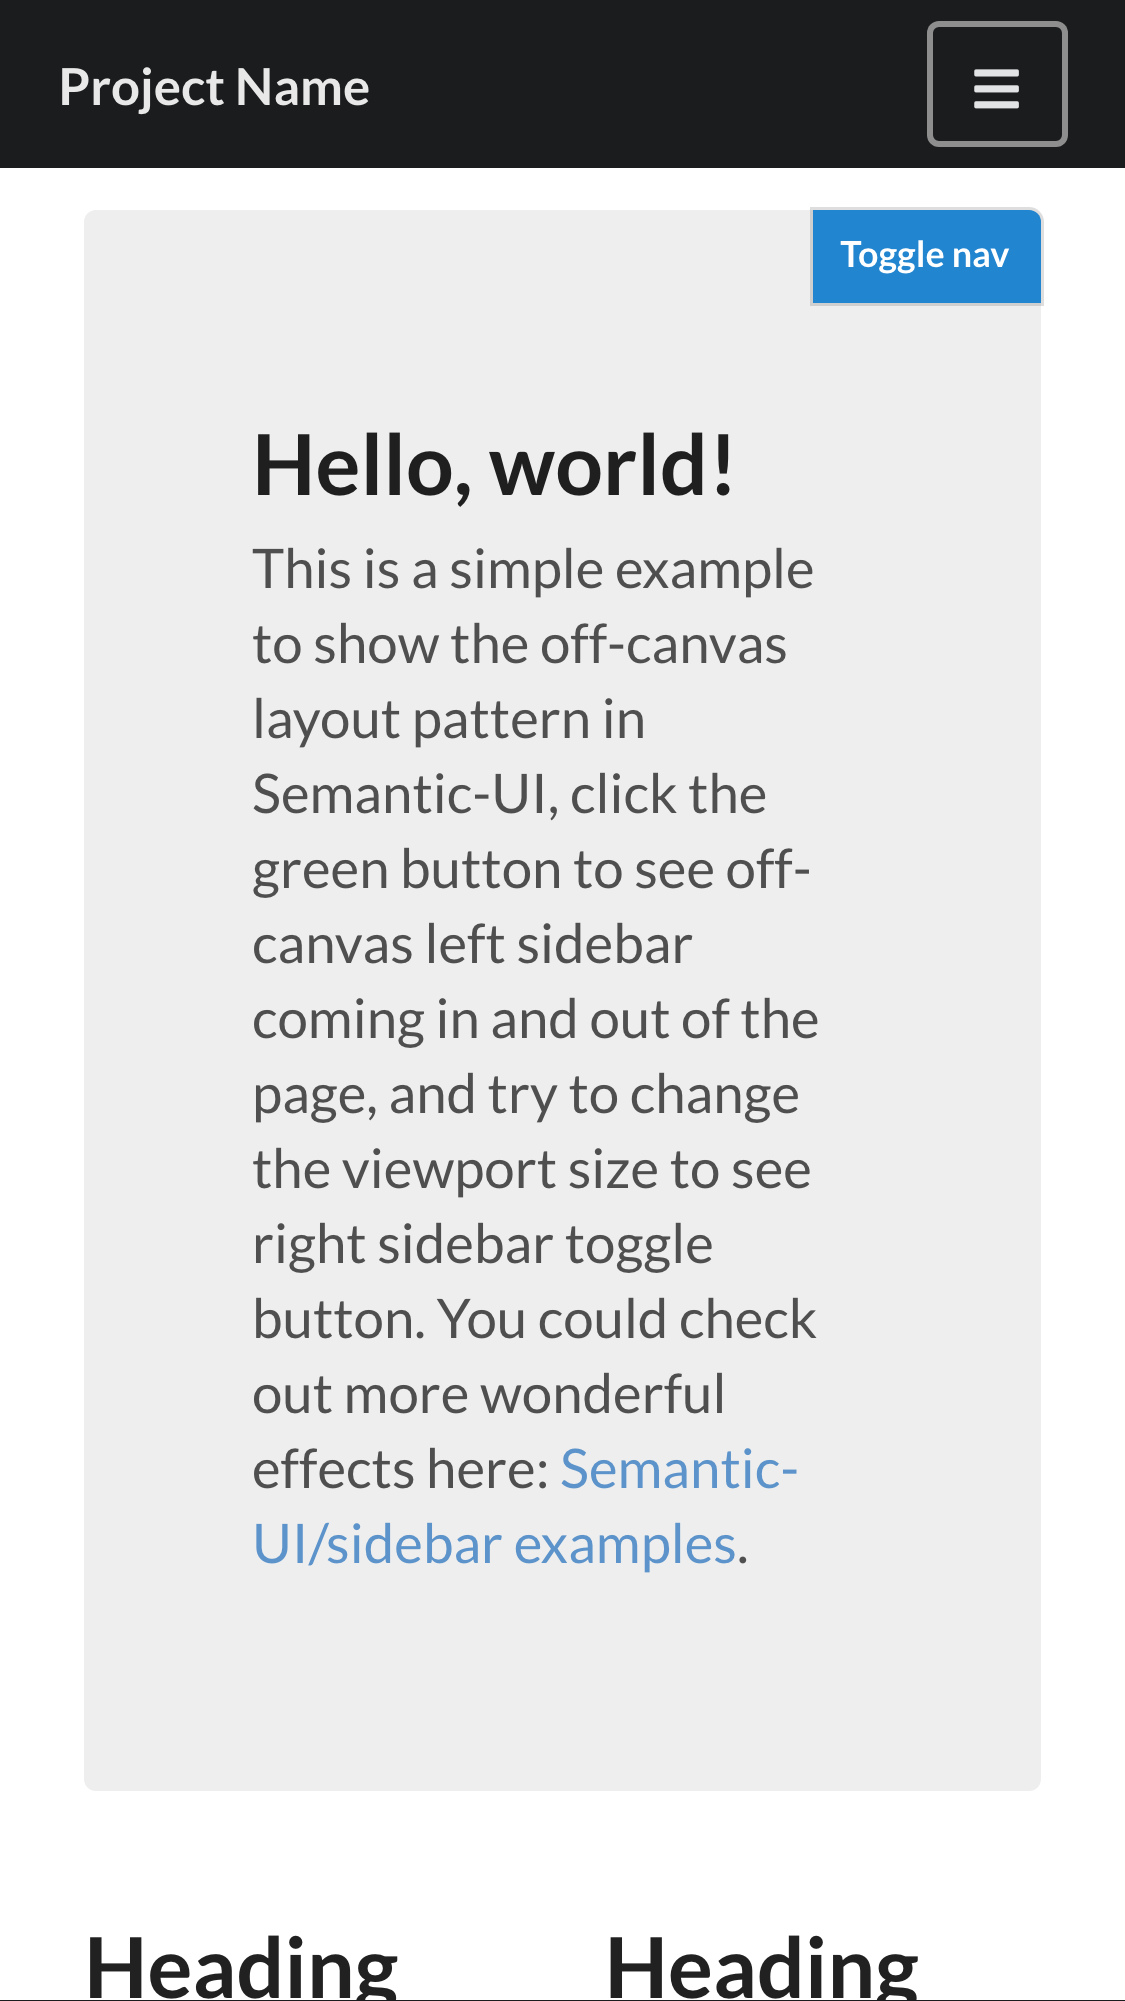 Project Name
Toggle nav
Hello, world!
This is a simple example
to show the off-canvas
layout pattern in
Semantic-UI, click the
green button to see off-
canvas left sidebar
coming in and out of the
page, and try to change
the viewport size to see
right sidebar toggle
button. You could check
out more wonderful
effects here: Semantic-
UI/sidebar examples.
Heading Heading